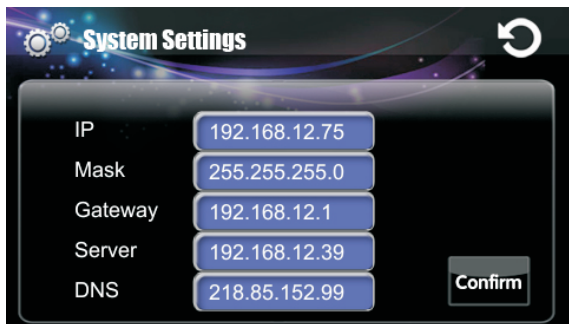 System Settings
IP 192.168.12.75
Mask 255.255.255.0
Gateway 192.168.12.1
Server 192.168.12.39
DNS 218.85.152.99
Confirm